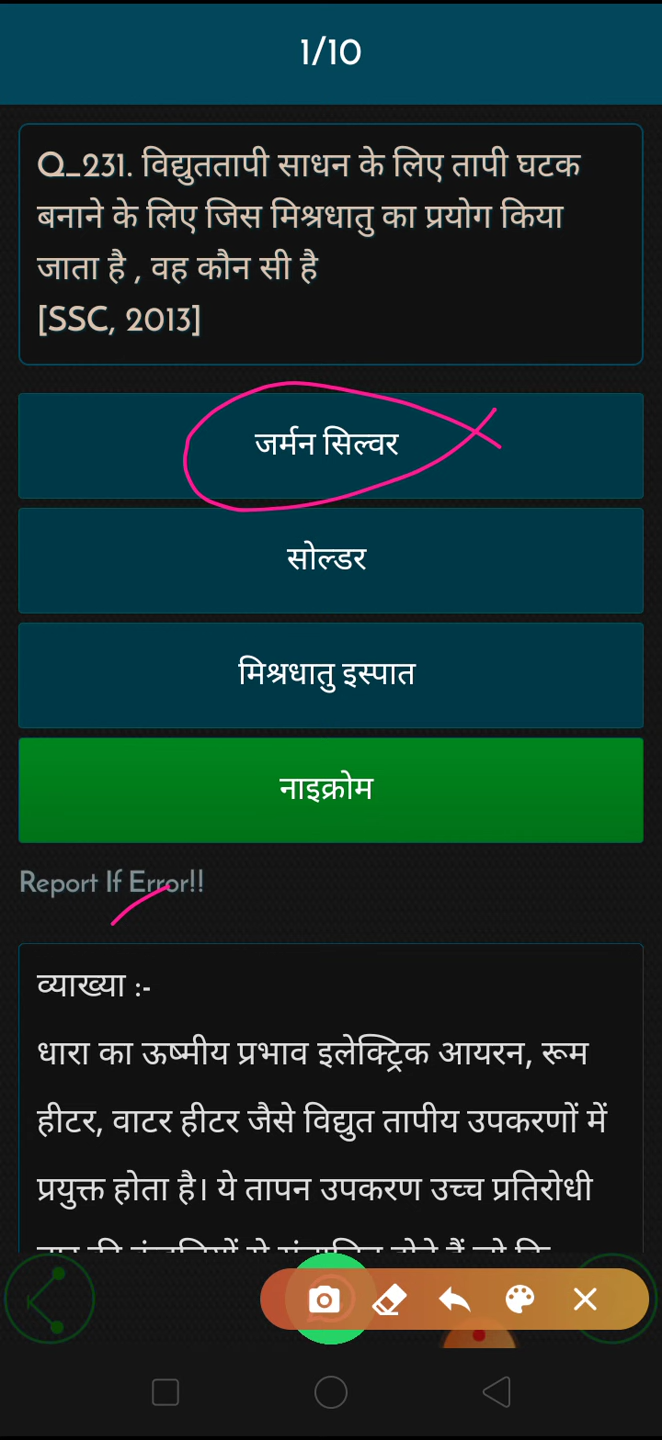 1/10
Q_231. विद्युततापी साधन के लिए तापी घटक
बनाने के लिए जिस मिश्रधातु का प्रयोग किया
जाता है , वह कौन सी है
[SSC, 2013]
जर्मन सिल्वर
सोल्डर
मिश्रधातु इस्पात
नाइक्रोम
Report If Error!!
व्याख्या :-
धारा का ऊष्मीय प्रभाव इलेक्ट्रिक आयरन, रूम
हीटर, वाटर हीटर जैसे विद्युत तापीय उपकरणों में
प्रयुक्त होता है। ये तापन उपकरण उच्च प्रतिरोधी